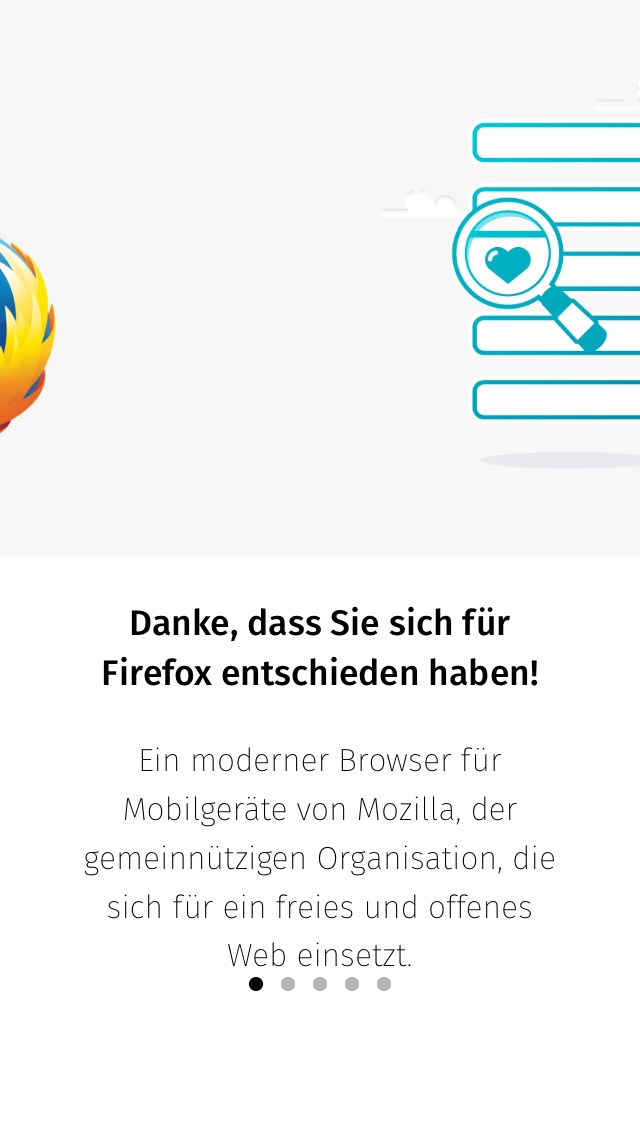 Danke, dass Sie sich für
Firefox entschieden haben!
Ein moderner Browser für
Mobilgeräte von Mozilla, der
gemeinnützigen Organisation, die
sich für ein freies und offenes
Web einsetzt.